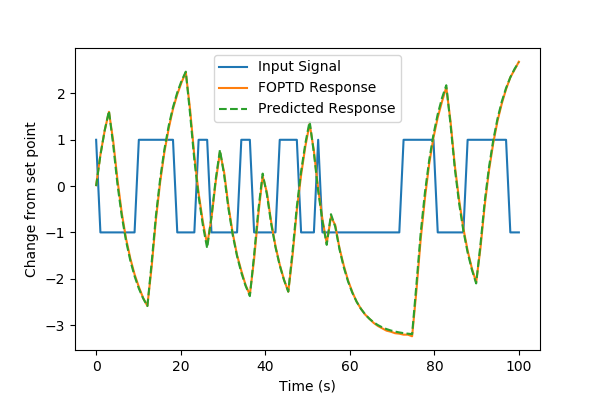 Input Signal
FOPTD Response
Predicted Response
Change from set point
2
1
0
−1
−2
−3
0
20
40
60
80
100
Time (s)